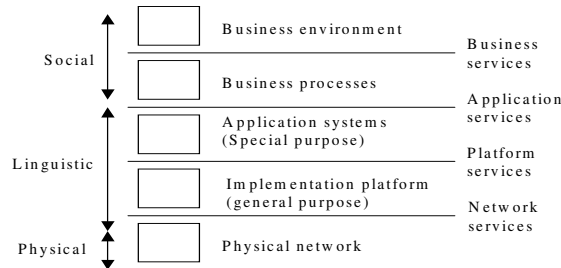 Business environment
Business
services
Social
Business processes
Application
services
Application systems
(Special purpose)
Platform
services
Linguistic
Implementation platform
(general purpose)
Network
services
Physical
Physical network